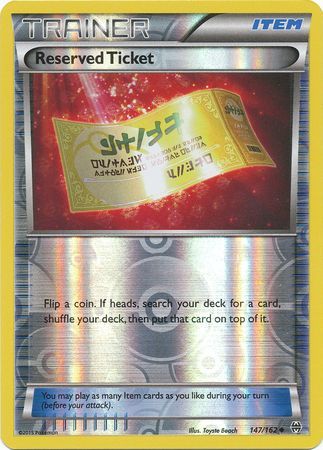 TRAINER
ITEM
Reserved Ticket
Flip a coin. If heads, search your deck for a card,
shuffle your deck, then put that card on top of it.
You may play as many Item cards as you like during your turn
(before your attack).
©2015 Pokémon
Illus. Toyste Beach
147/162